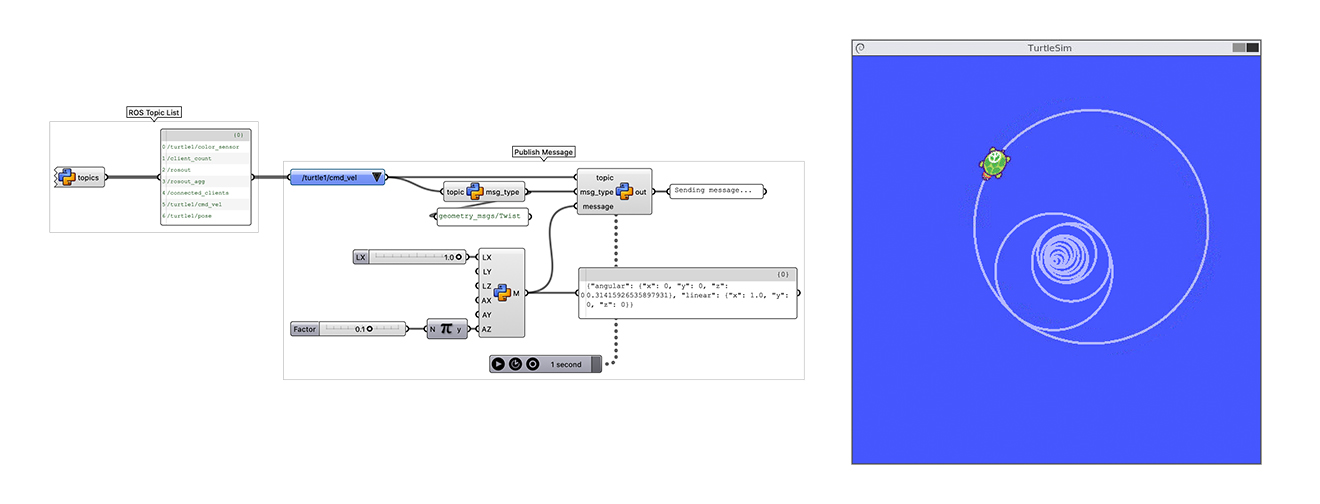 ROS Topic List
topics
{0}
0 /turtle1/color_sensor
1 /client_count
2 /rosout
3 /rosout_agg
4 /connected_clients
5 /turtle1/cmd_vel
6 /turtle1/pose
Publish Message
/turtle1/cmd_vel
topic msg_type
geometry_msgs/Twist
topic
msg_type out
message
Sending message...
LX 1.0
Factor 0.1
N π y
LX
LY
LZ
AX M
AY
AZ
{0}
{"angular": {"x": 0, "y": 0, "z":
0 0.31415926535897931}, "linear": {"x": 1.0, "y":
0, "z": 0}}
1 second
TurtleSim